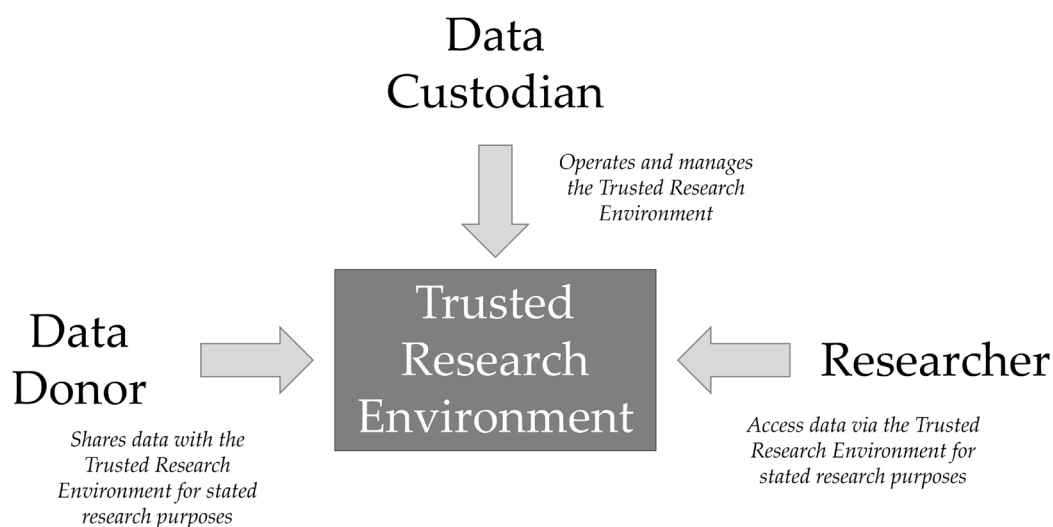 Data
Custodian
Operates and manages
the Trusted Research
Environment
Trusted
Research
Environment
Data
Donor
Shares data with the
Trusted Research
Environment for stated
research purposes
Researcher
Access data via the Trusted
Research Environment for
stated research purposes